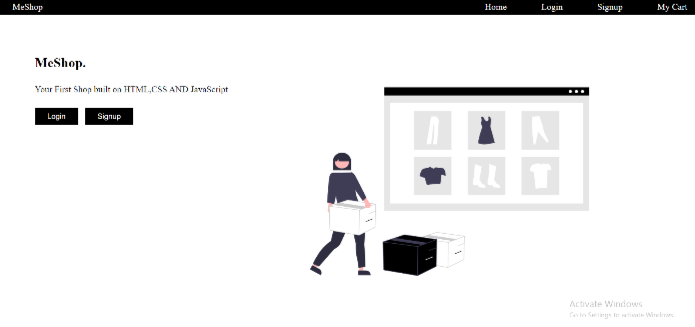 MeShop Home Login Signup My Cart
MeShop.
Your First Shop built on HTML,CSS AND JavaScript
Login Signup
Activate Windows
Go to Settings to activate Windows.